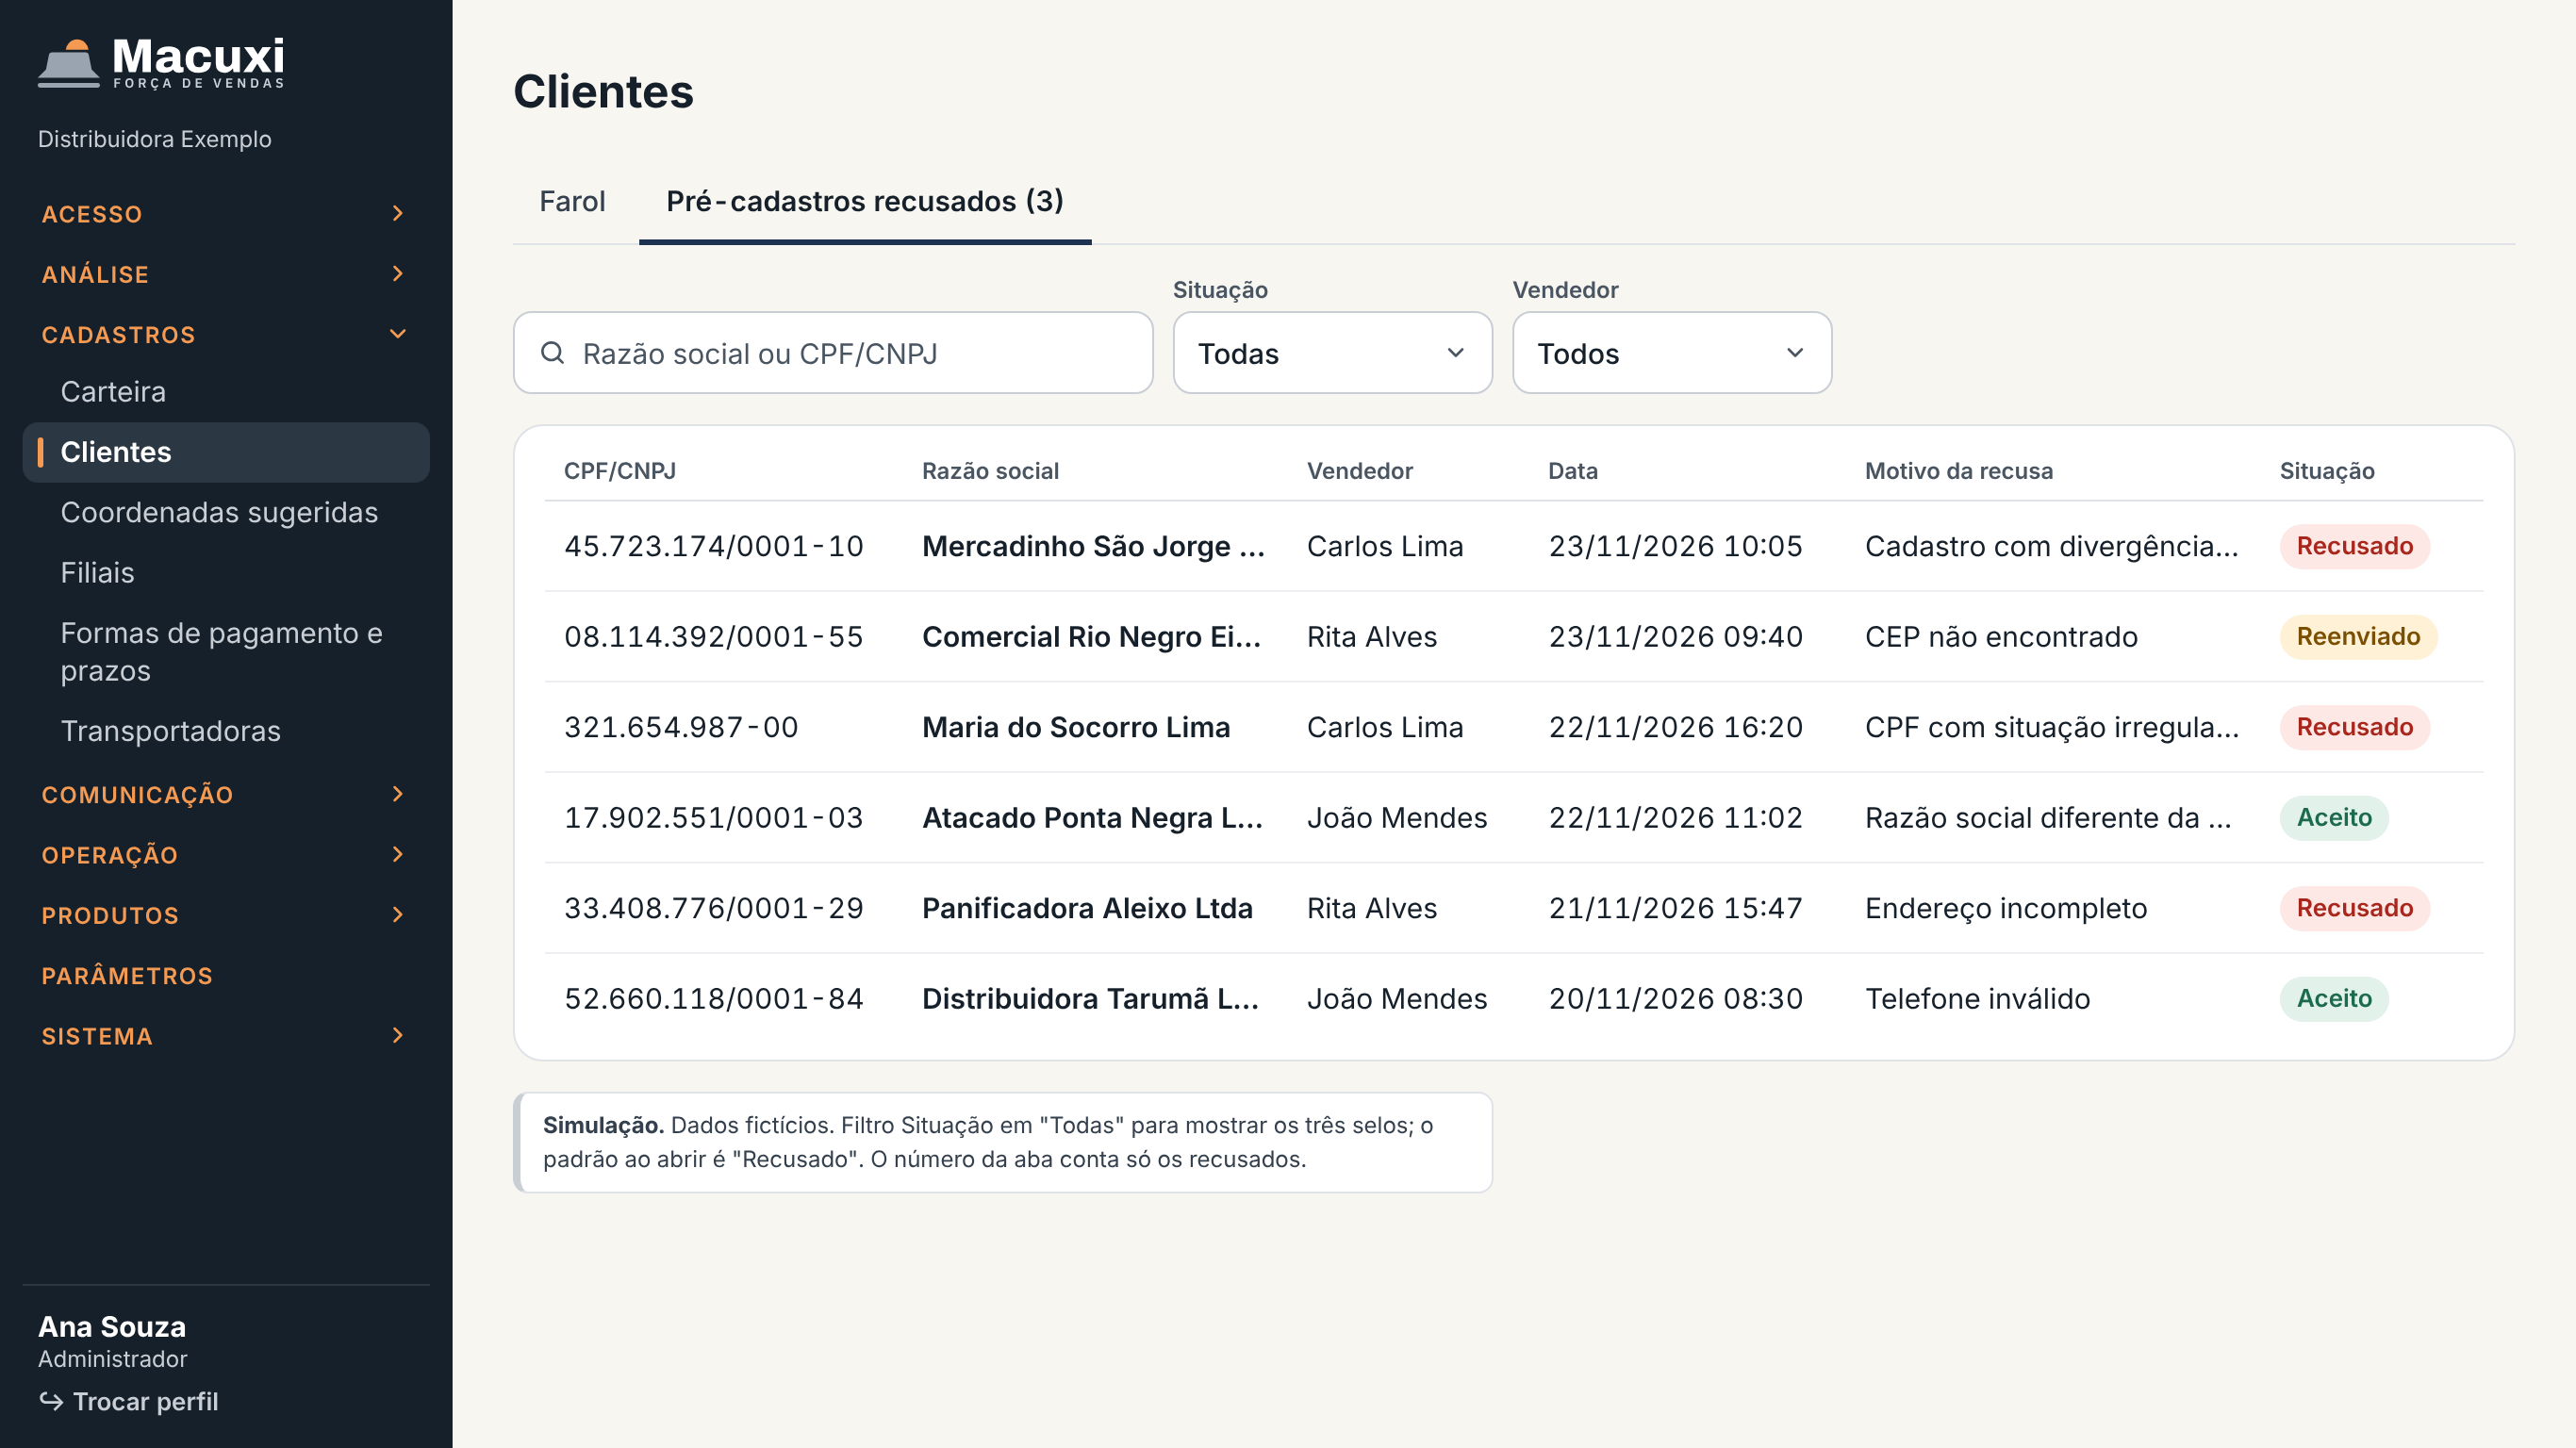 Macuxi
FORÇA DE VENDAS
Distribuidora Exemplo
ACESSO
ANÁLISE
CADASTROS
Carteira
Clientes
Coordenadas sugeridas
Filiais
Formas de pagamento e
prazos
Transportadoras
COMUNICAÇÃO
OPERAÇÃO
PRODUTOS
PARÂMETROS
SISTEMA
Ana Souza
Administrador
Trocar perfil
Clientes
Farol Pré-cadastros recusados (3)
Situação Vendedor
Razão social ou CPF/CNPJ Todas Todos
CPF/CNPJ Razão social Vendedor Data Motivo da recusa Situação
45.723.174/0001-10 Mercadinho São Jorge ... Carlos Lima 23/11/2026 10:05 Cadastro com divergência... Recusado
08.114.392/0001-55 Comercial Rio Negro Ei... Rita Alves 23/11/2026 09:40 CEP não encontrado Reenviado
321.654.987-00 Maria do Socorro Lima Carlos Lima 22/11/2026 16:20 CPF com situação irregula... Recusado
17.902.551/0001-03 Atacado Ponta Negra L... João Mendes 22/11/2026 11:02 Razão social diferente da ... Aceito
33.408.776/0001-29 Panificadora Aleixo Ltda Rita Alves 21/11/2026 15:47 Endereço incompleto Recusado
52.660.118/0001-84 Distribuidora Tarumã L... João Mendes 20/11/2026 08:30 Telefone inválido Aceito
Simulação. Dados fictícios. Filtro Situação em "Todas" para mostrar os três selos; o
padrão ao abrir é "Recusado". O número da aba conta só os recusados.